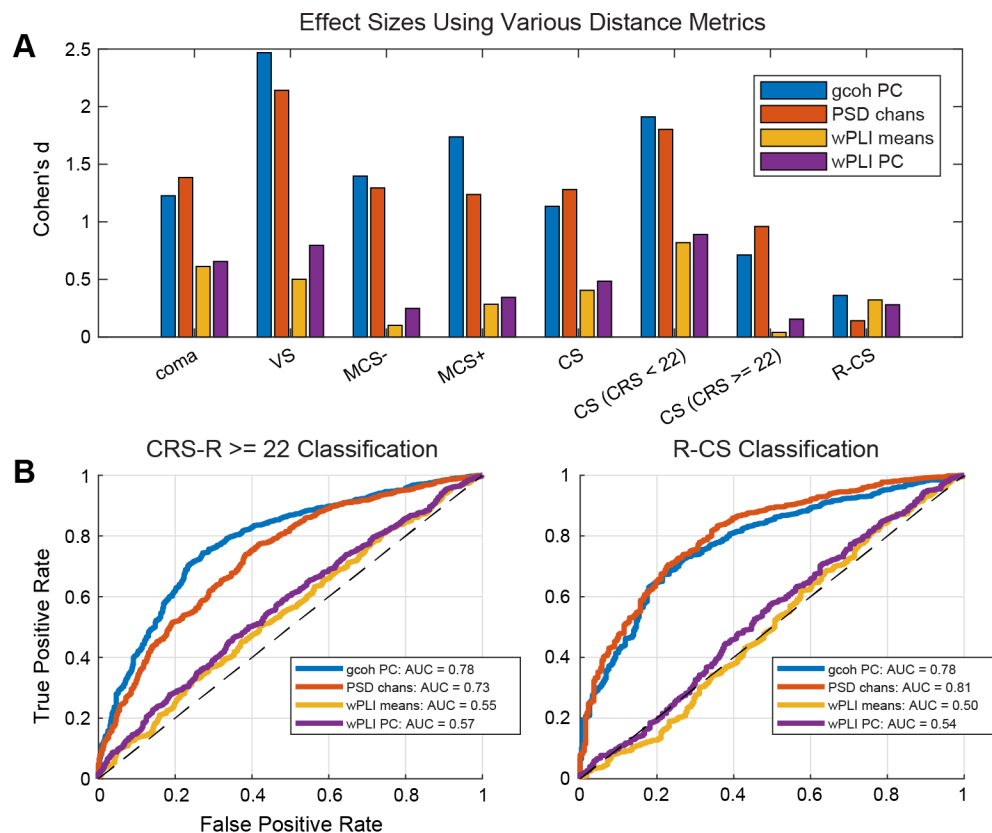 A
Effect Sizes Using Various Distance Metrics
2.5
2
1.5
1
0.5
0
Cohen's d
gcoh PC
PSD chans
wPLI means
wPLI PC
coma
VS
MCS-
MCS+
CS
CS (CRS < 22)
CS (CRS >= 22)
R-CS
B
CRS-R >= 22 Classification
1
0.8
0.6
0.4
0.2
0
True Positive Rate
gcoh PC: AUC = 0.78
PSD chans: AUC = 0.73
wPLI means: AUC = 0.55
wPLI PC: AUC = 0.57
0 0.2 0.4 0.6 0.8 1
False Positive Rate
R-CS Classification
1
0.8
0.6
0.4
0.2
0
gcoh PC: AUC = 0.78
PSD chans: AUC = 0.81
wPLI means: AUC = 0.50
wPLI PC: AUC = 0.54
0 0.2 0.4 0.6 0.8 1